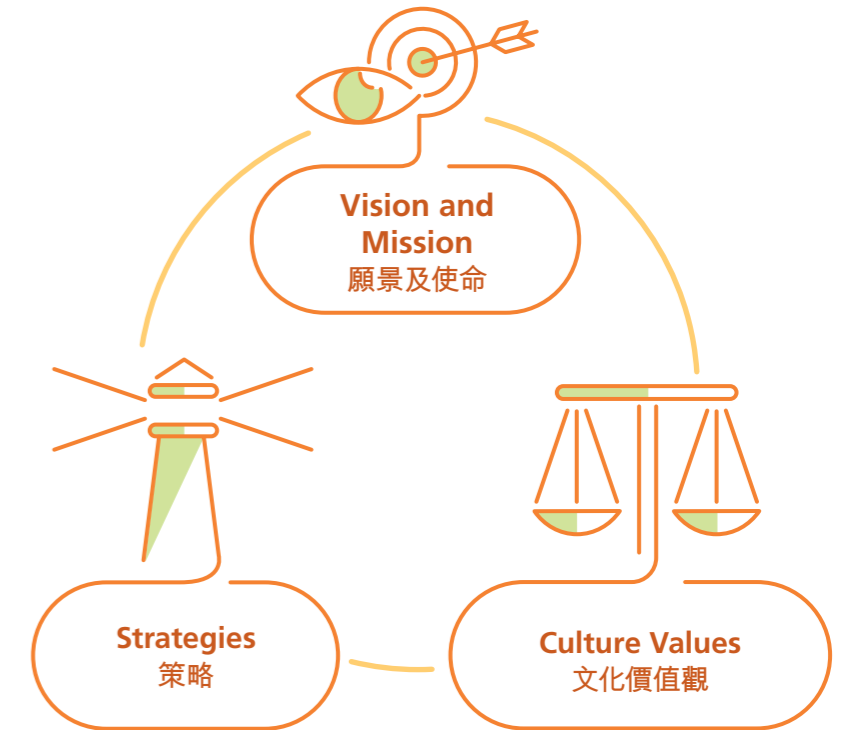 Vision and
Mission
願景及使命
Strategies
策略
Culture Values
文化價值觀